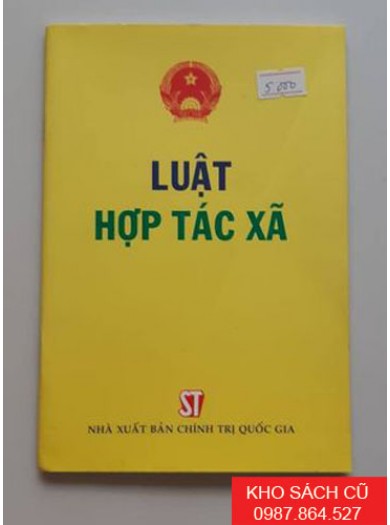 5 000
LUẬT
HỢP TÁC XÃ
ST
NHÀ XUẤT BẢN CHÍNH TRỊ QUỐC GIA
KHO SÁCH CŨ
0987.864.527